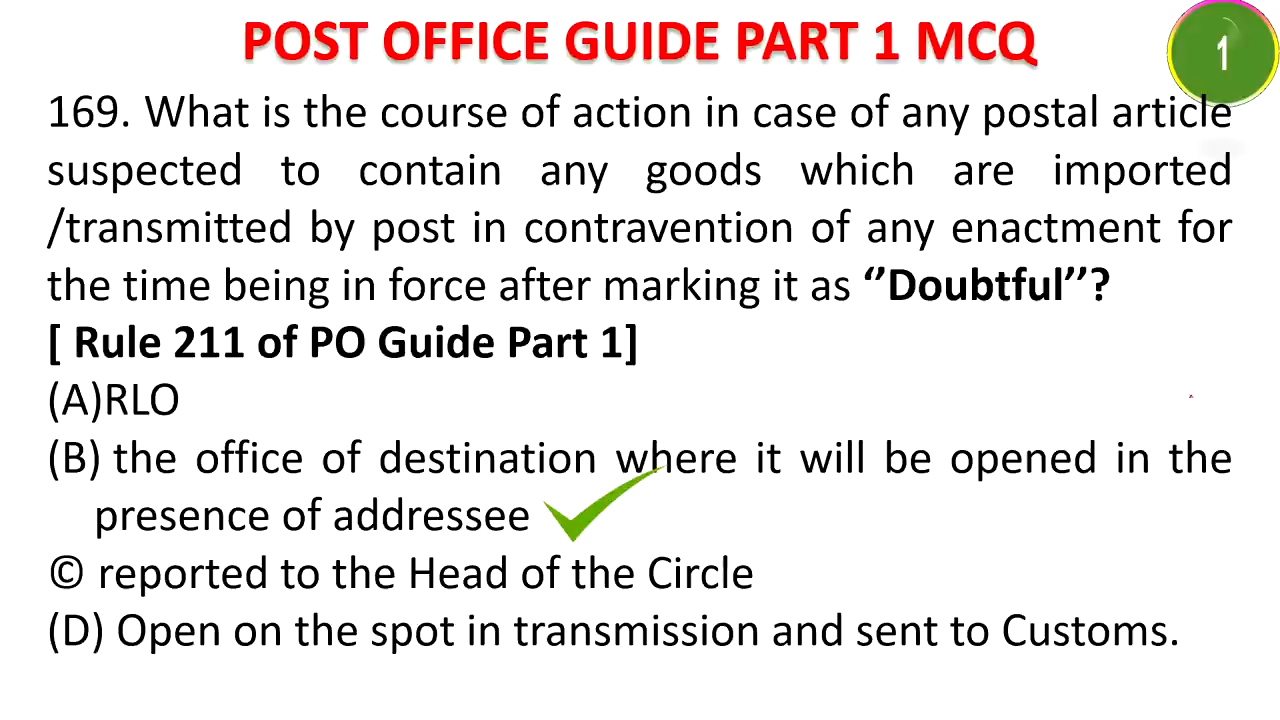 POST OFFICE GUIDE PART 1 MCQ
1
169. What is the course of action in case of any postal article
suspected to contain any goods which are imported
/transmitted by post in contravention of any enactment for
the time being in force after marking it as ‘’Doubtful’’?
[ Rule 211 of PO Guide Part 1]
(A)RLO
(B) the office of destination where it will be opened in the
presence of addressee
© reported to the Head of the Circle
(D) Open on the spot in transmission and sent to Customs.